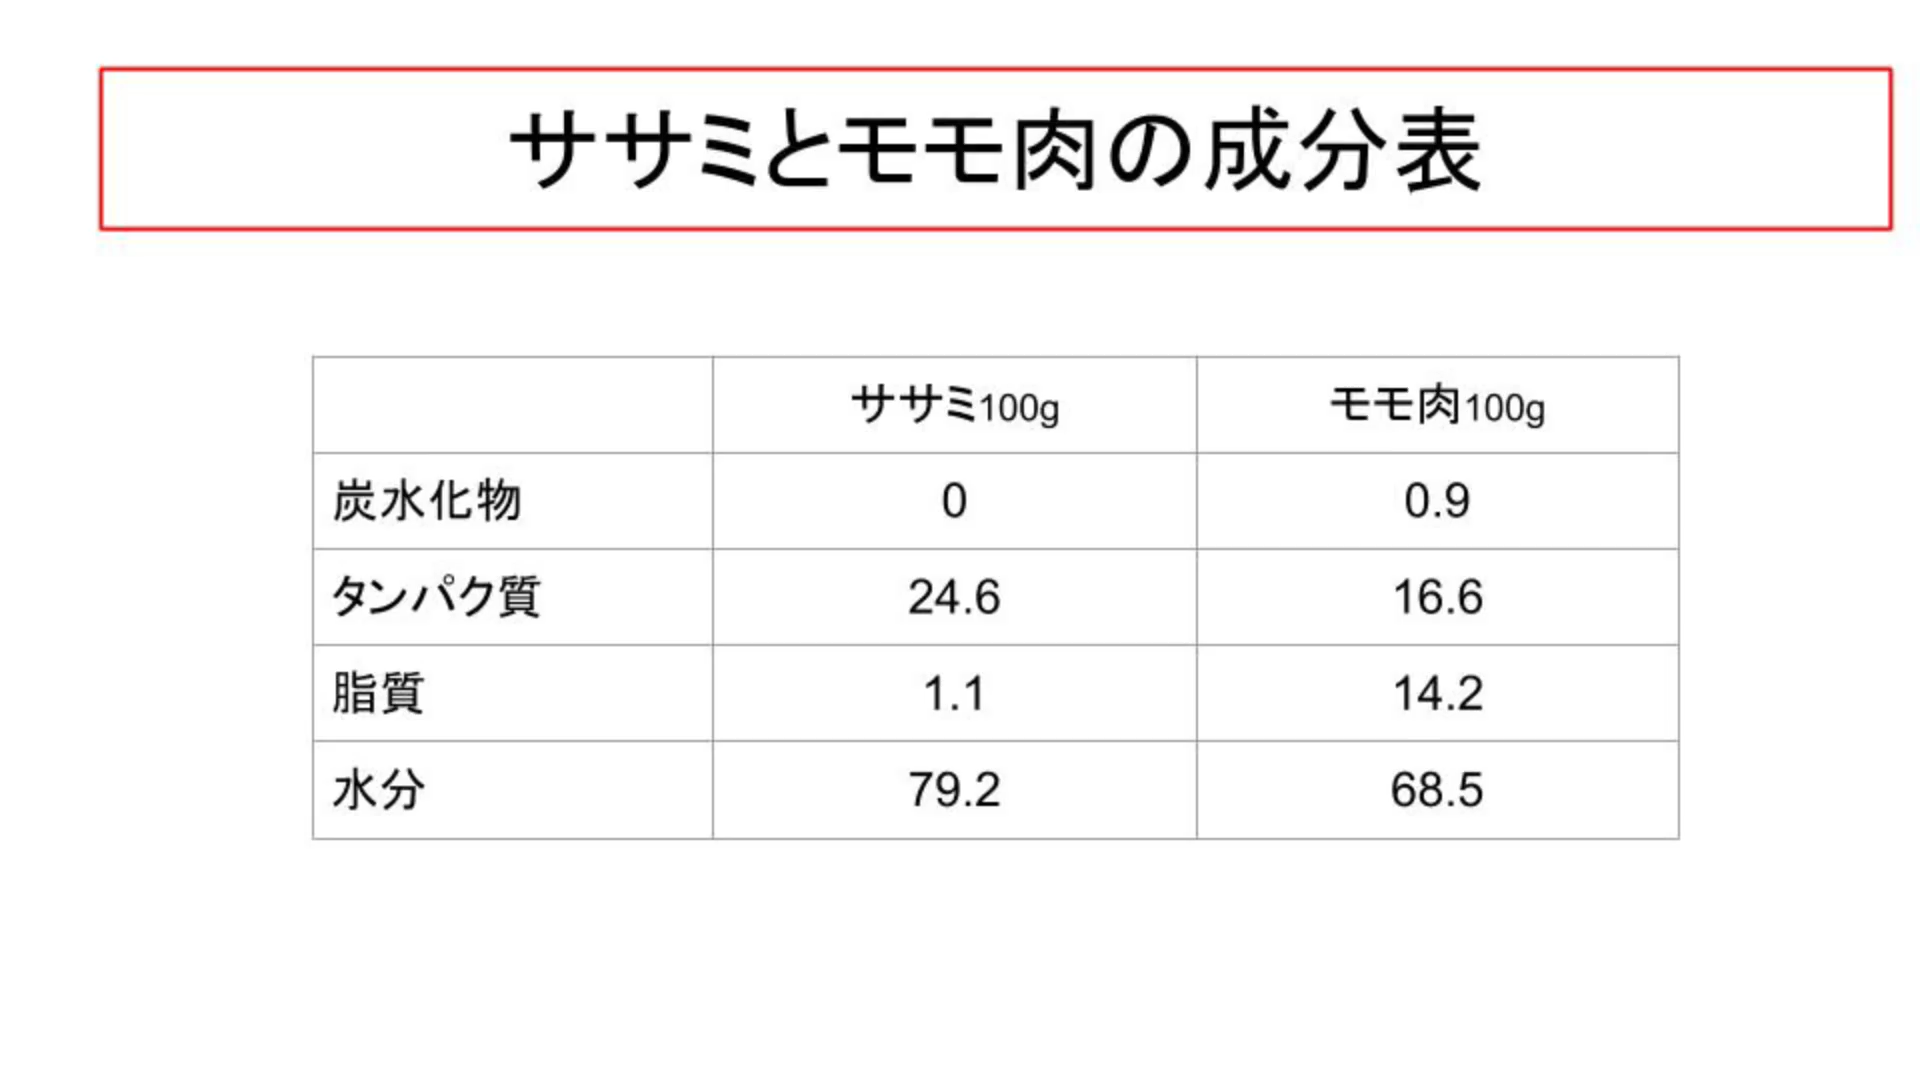 ササミとモモ肉の成分表
ササミ100g モモ肉100g
炭水化物 0 0.9
タンパク質 24.6 16.6
脂質 1.1 14.2
水分 79.2 68.5